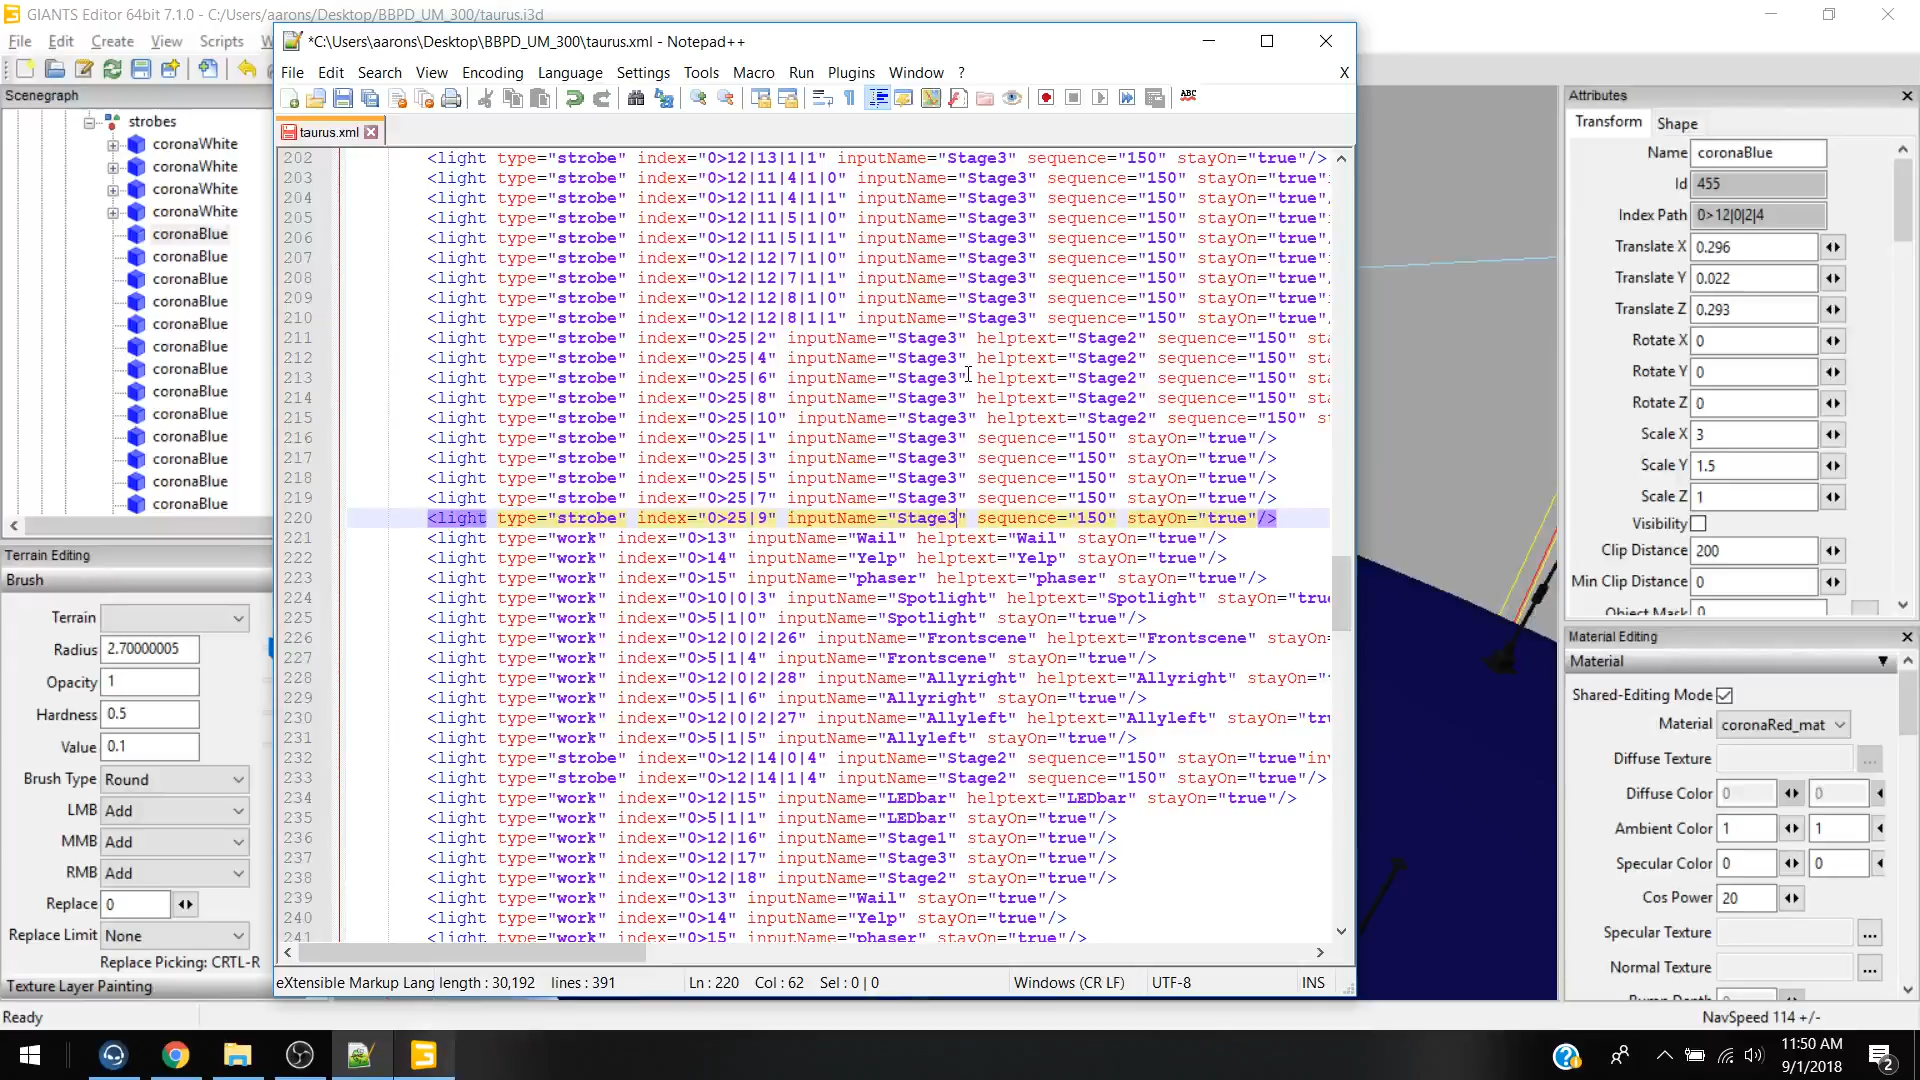 GIANTS Editor 64bit 7.1.0 - C:/Users/aarons/Desktop/BBPD_UM_300/taurus.i3d
File Edit Create View Scripts W
Scenegraph
strobes
coronaWhite
coronaWhite
coronaWhite
coronaWhite
coronaBlue
coronaBlue
coronaBlue
coronaBlue
coronaBlue
coronaBlue
coronaBlue
coronaBlue
coronaBlue
coronaBlue
coronaBlue
coronaBlue
coronaBlue
Terrain Editing
Brush
Terrain
Radius 2.70000005
Opacity 1
Hardness 0.5
Value 0.1
Brush Type Round
LMB Add
MMB Add
RMB Add
Replace 0
Replace Limit None
Replace Picking: CRTL-R
Texture Layer Painting
Ready
*C:\Users\aarons\Desktop\BBPD_UM_300\taurus.xml - Notepad++
File Edit Search View Encoding Language Settings Tools Macro Run Plugins Window ? X
ABC
taurus.xml
202 <light type="strobe" index="0>12|13|1|1" inputName="Stage3" sequence="150" stayOn="true"/>
203 <light type="strobe" index="0>12|11|4|1|0" inputName="Stage3" sequence="150" stayOn="true"
204 <light type="strobe" index="0>12|11|4|1|1" inputName="Stage3" sequence="150" stayOn="true"
205 <light type="strobe" index="0>12|11|5|1|0" inputName="Stage3" sequence="150" stayOn="true"
206 <light type="strobe" index="0>12|11|5|1|1" inputName="Stage3" sequence="150" stayOn="true"
207 <light type="strobe" index="0>12|12|7|1|0" inputName="Stage3" sequence="150" stayOn="true"
208 <light type="strobe" index="0>12|12|7|1|1" inputName="Stage3" sequence="150" stayOn="true"
209 <light type="strobe" index="0>12|12|8|1|0" inputName="Stage3" sequence="150" stayOn="true"
210 <light type="strobe" index="0>12|12|8|1|1" inputName="Stage3" sequence="150" stayOn="true"
211 <light type="strobe" index="0>25|2" inputName="Stage3" helptext="Stage2" sequence="150" sta
212 <light type="strobe" index="0>25|4" inputName="Stage3" helptext="Stage2" sequence="150" sta
213 <light type="strobe" index="0>25|6" inputName="Stage3" helptext="Stage2" sequence="150" sta
214 <light type="strobe" index="0>25|8" inputName="Stage3" helptext="Stage2" sequence="150" sta
215 <light type="strobe" index="0>25|10" inputName="Stage3" helptext="Stage2" sequence="150" st
216 <light type="strobe" index="0>25|1" inputName="Stage3" sequence="150" stayOn="true"/>
217 <light type="strobe" index="0>25|3" inputName="Stage3" sequence="150" stayOn="true"/>
218 <light type="strobe" index="0>25|5" inputName="Stage3" sequence="150" stayOn="true"/>
219 <light type="strobe" index="0>25|7" inputName="Stage3" sequence="150" stayOn="true"/>
220 <light type="strobe" index="0>25|9" inputName="Stage3" sequence="150" stayOn="true"/>
221 <light type="work" index="0>13" inputName="Wail" helptext="Wail" stayOn="true"/>
222 <light type="work" index="0>14" inputName="Yelp" helptext="Yelp" stayOn="true"/>
223 <light type="work" index="0>15" inputName="phaser" helptext="phaser" stayOn="true"/>
224 <light type="work" index="0>10|0|3" inputName="Spotlight" helptext="Spotlight" stayOn="true
225 <light type="work" index="0>5|1|0" inputName="Spotlight" stayOn="true"/>
226 <light type="work" index="0>12|0|2|26" inputName="Frontscene" helptext="Frontscene" stayOn=
227 <light type="work" index="0>5|1|4" inputName="Frontscene" stayOn="true"/>
228 <light type="work" index="0>12|0|2|28" inputName="Allyright" helptext="Allyright" stayOn="
229 <light type="work" index="0>5|1|6" inputName="Allyright" stayOn="true"/>
230 <light type="work" index="0>12|0|2|27" inputName="Allyleft" helptext="Allyleft" stayOn="tru
231 <light type="work" index="0>5|1|5" inputName="Allyleft" stayOn="true"/>
232 <light type="strobe" index="0>12|14|0|4" inputName="Stage2" sequence="150" stayOn="true"in
233 <light type="strobe" index="0>12|14|1|4" inputName="Stage2" sequence="150" stayOn="true"/>
234 <light type="work" index="0>12|15" inputName="LEDbar" helptext="LEDbar" stayOn="true"/>
235 <light type="work" index="0>5|1|1" inputName="LEDbar" stayOn="true"/>
236 <light type="work" index="0>12|16" inputName="Stage1" stayOn="true"/>
237 <light type="work" index="0>12|17" inputName="Stage3" stayOn="true"/>
238 <light type="work" index="0>12|18" inputName="Stage2" stayOn="true"/>
239 <light type="work" index="0>13" inputName="Wail" stayOn="true"/>
240 <light type="work" index="0>14" inputName="Yelp" stayOn="true"/>
241 <light type="work" index="0>15" inputName="phaser" stayOn="true"/>
eXtensible Markup Lang length : 30,192 lines : 391 Ln : 220 Col : 62 Sel : 0 | 0 Windows (CR LF) UTF-8 INS
Attributes
Transform Shape
Name coronaBlue
Id 455
Index Path 0>12|0|2|4
Translate X 0.296
Translate Y 0.022
Translate Z 0.293
Rotate X 0
Rotate Y 0
Rotate Z 0
Scale X 3
Scale Y 1.5
Scale Z 1
Visibility
Clip Distance 200
Min Clip Distance 0
Object Mask 0
Material Editing
Material
Shared-Editing Mode
Material coronaRed_mat
Diffuse Texture ...
Diffuse Color 0 0
Ambient Color 1 1
Specular Color 0 0
Cos Power 20
Specular Texture ...
Normal Texture ...
Bump Depth
NavSpeed 114 +/-
11:50 AM
9/1/2018
2